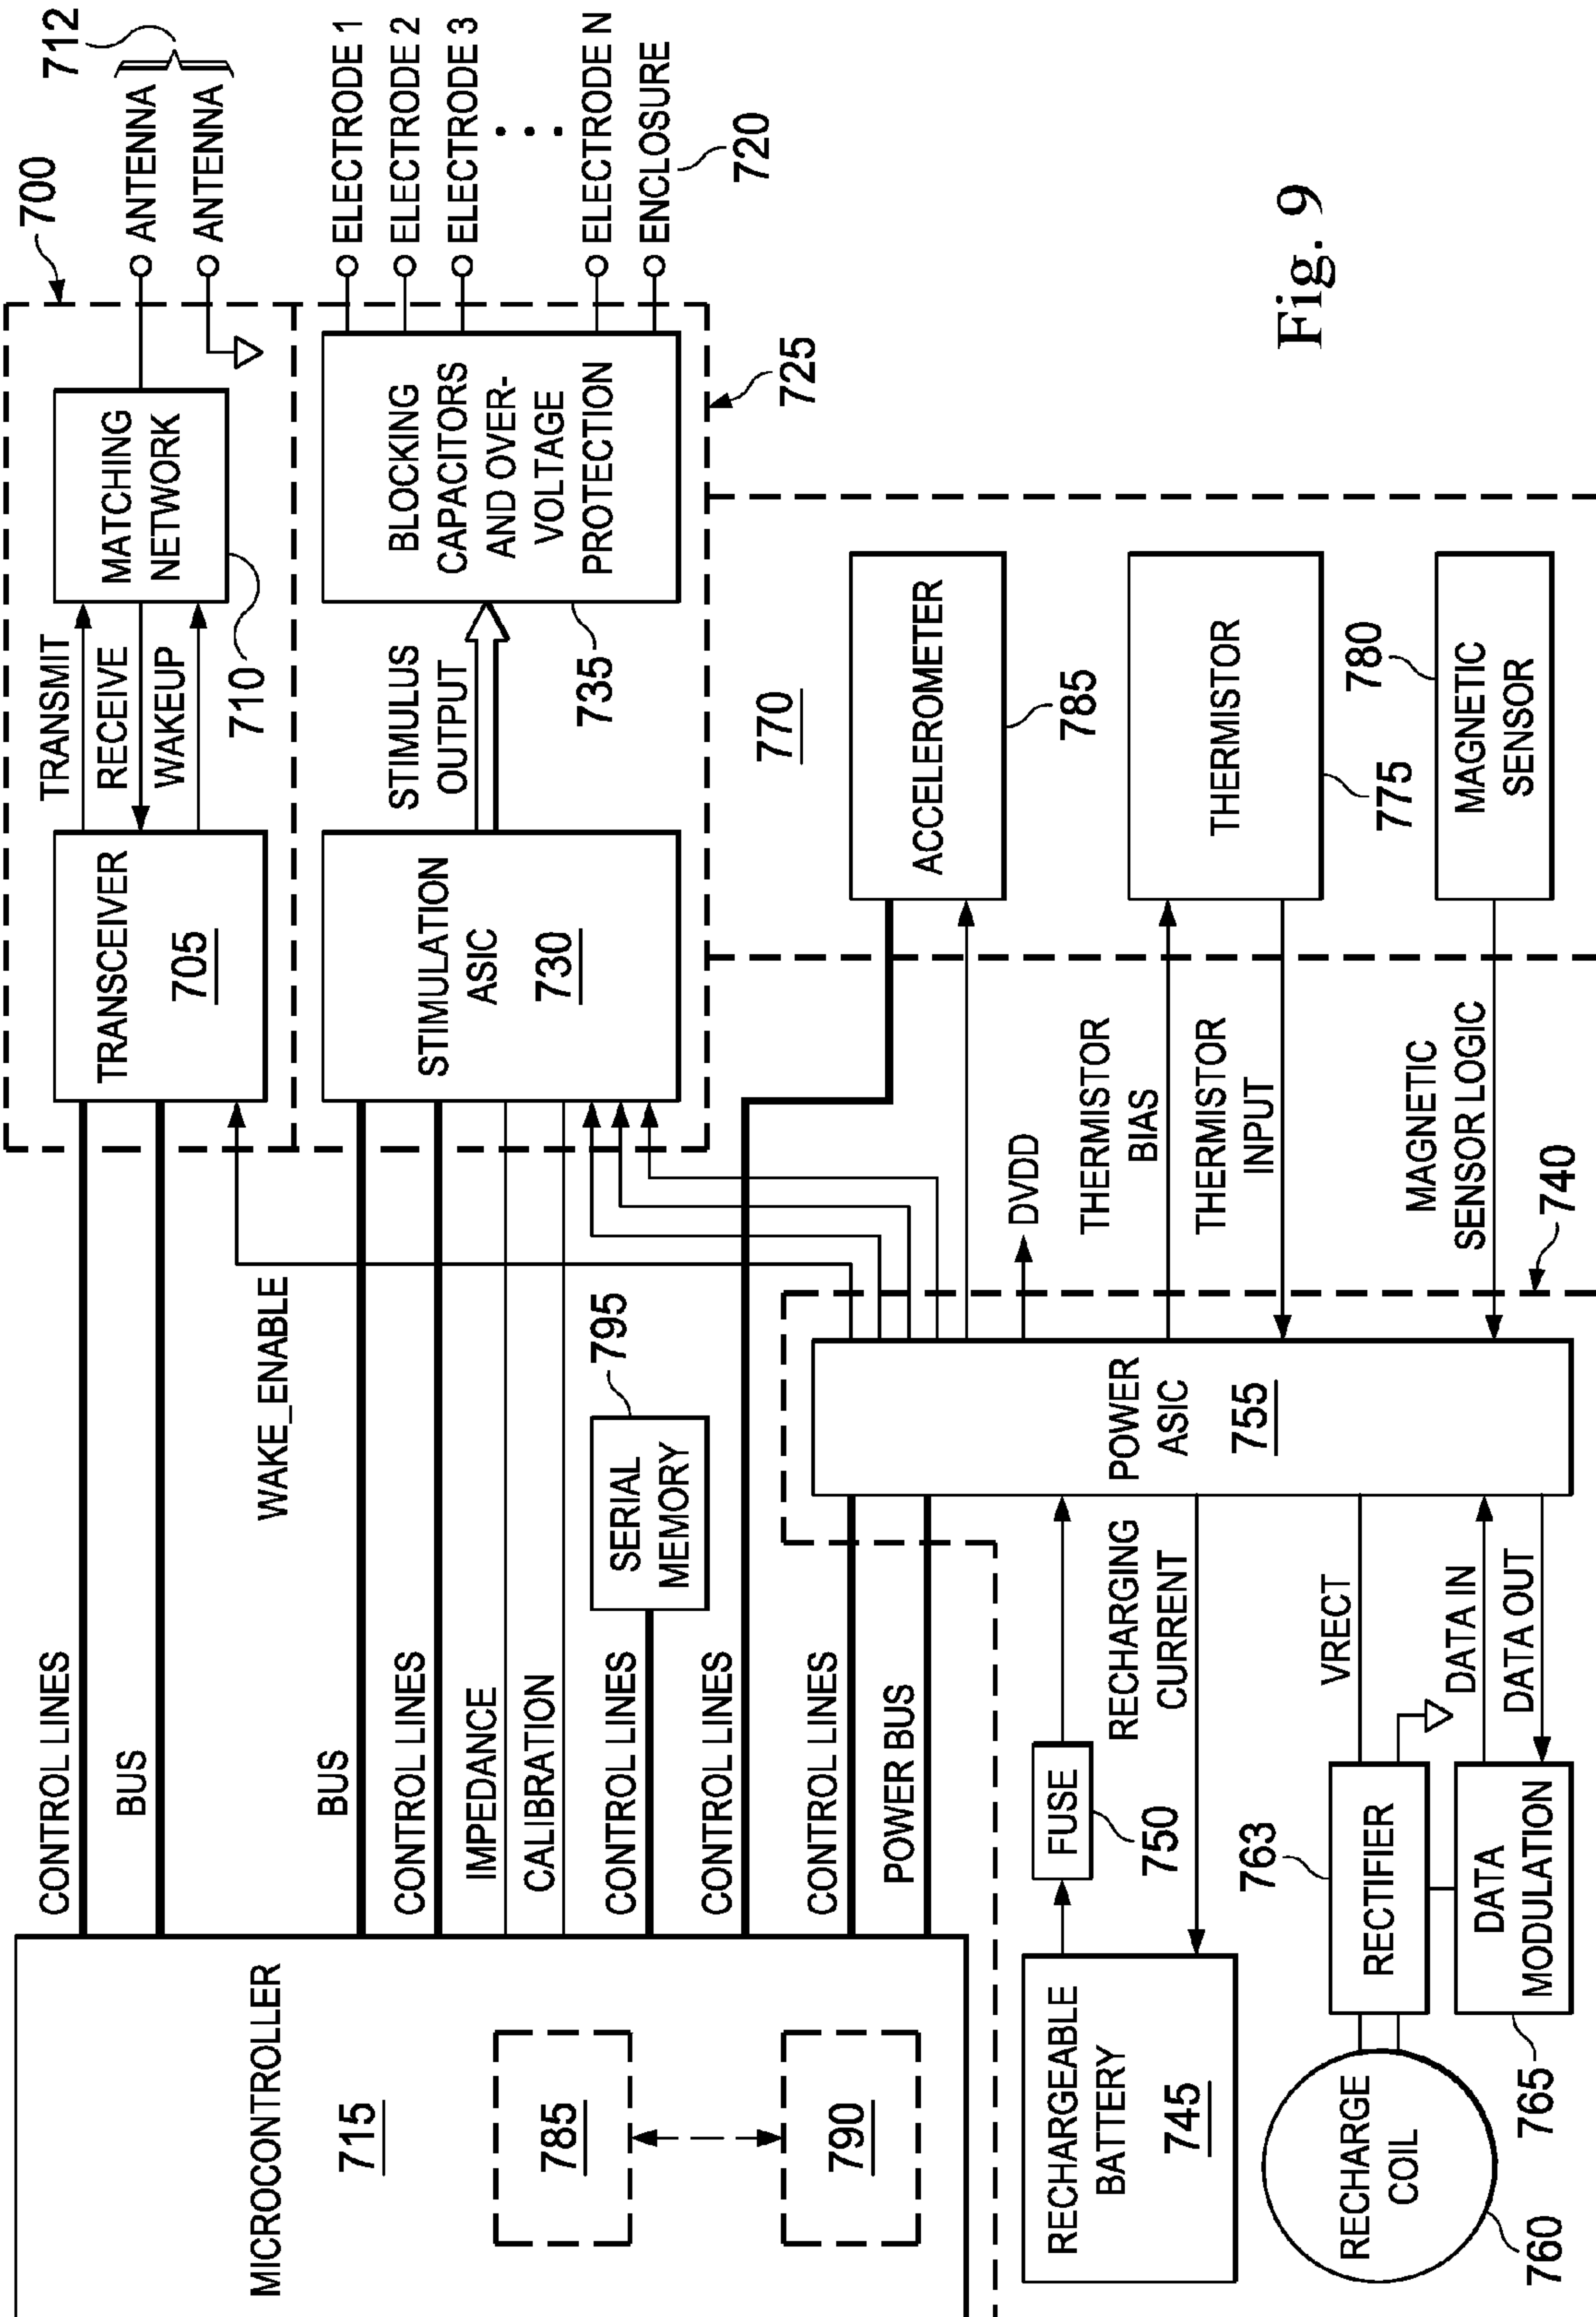 700
712
ANTENNA
ANTENNA
TRANSCEIVER
705
TRANSMIT
RECEIVE
WAKEUP
MATCHING
NETWORK
710
CONTROL LINES
BUS
WAKE_ENABLE
MICROCONTROLLER
715
785
790
BUS
CONTROL LINES
IMPEDANCE
CALIBRATION
CONTROL LINES
SERIAL
MEMORY
795
CONTROL LINES
CONTROL LINES
POWER BUS
STIMULATION
ASIC
730
STIMULUS
OUTPUT
BLOCKING
CAPACITORS
AND OVER-
VOLTAGE
PROTECTION
735
725
ELECTRODE 1
ELECTRODE 2
ELECTRODE 3
ELECTRODE N
ENCLOSURE
720
770
ACCELEROMETER
785
DVDD
THERMISTOR
BIAS
THERMISTOR
INPUT
THERMISTOR
775
MAGNETIC
SENSOR LOGIC
MAGNETIC
SENSOR
780
740
POWER
ASIC
755
RECHARGEABLE
BATTERY
745
FUSE
750
RECHARGING
CURRENT
VRECT
RECTIFIER
763
RECHARGE
COIL
760
DATA
MODULATION
765
DATA IN
DATA OUT
Fig. 9